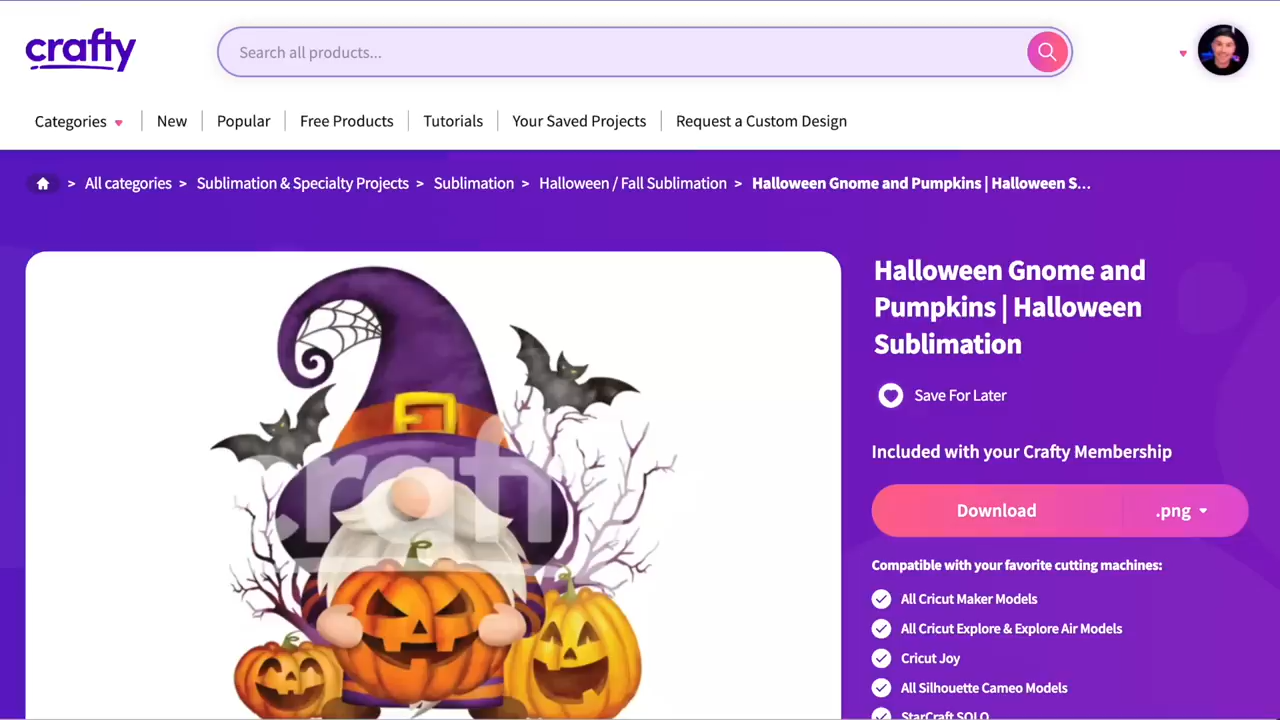 crafty
Search all products...
Categories New Popular Free Products Tutorials Your Saved Projects Request a Custom Design
> All categories > Sublimation & Specialty Projects > Sublimation > Halloween / Fall Sublimation > Halloween Gnome and Pumpkins | Halloween S...
Halloween Gnome and
Pumpkins | Halloween
Sublimation
Save For Later
Included with your Crafty Membership
Download .png
Compatible with your favorite cutting machines:
All Cricut Maker Models
All Cricut Explore & Explore Air Models
Cricut Joy
All Silhouette Cameo Models
StarCraft SOLO
crafty